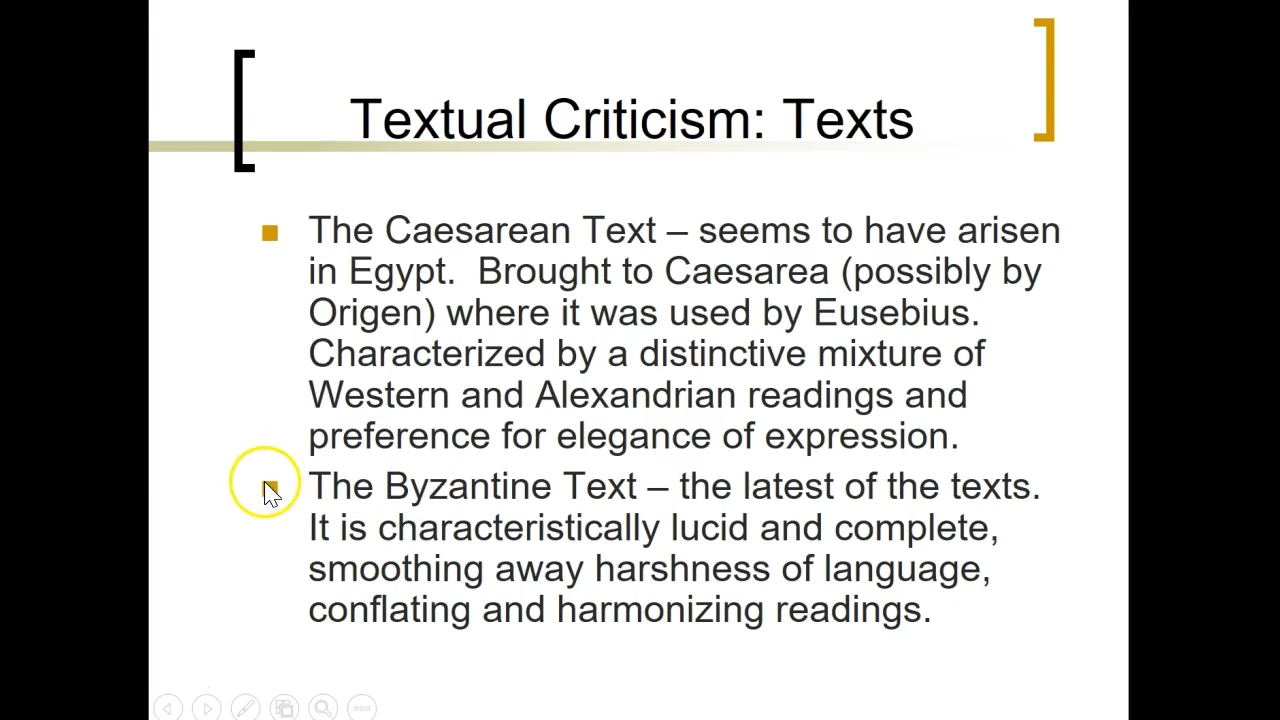 Textual Criticism: Texts
The Caesarean Text – seems to have arisen
in Egypt.  Brought to Caesarea (possibly by
Origen) where it was used by Eusebius.
Characterized by a distinctive mixture of
Western and Alexandrian readings and
preference for elegance of expression.
The Byzantine Text – the latest of the texts.
It is characteristically lucid and complete,
smoothing away harshness of language,
conflating and harmonizing readings.